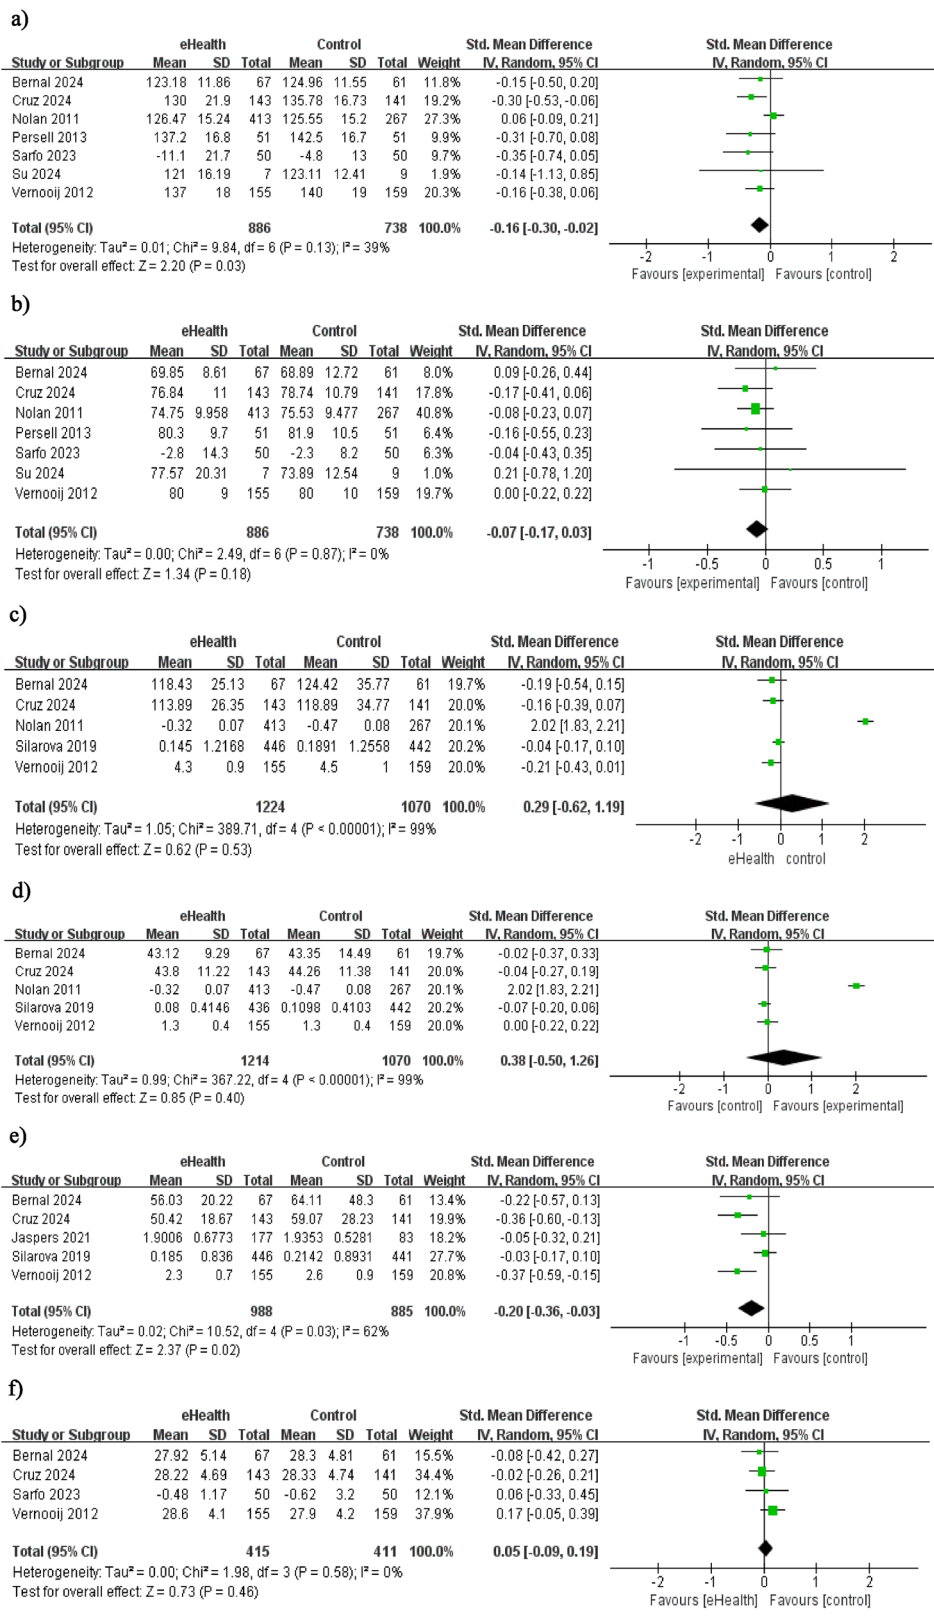 a)
eHealth Control Std. Mean Difference Std. Mean Difference
Study or Subgroup Mean SD Total Mean SD Total Weight IV, Random, 95% CI IV, Random, 95% CI
Bernal 2024 123.18 11.86 67 124.96 11.55 61 11.8% -0.15 [-0.50, 0.20]
Cruz 2024 130 21.9 143 135.78 16.73 141 19.2% -0.30 [-0.53, -0.06]
Nolan 2011 126.47 15.24 413 125.55 15.2 267 27.3% 0.06 [-0.09, 0.21]
Persell 2013 137.2 16.8 51 142.5 16.7 51 9.9% -0.31 [-0.70, 0.08]
Sarfo 2023 -11.1 21.7 50 -4.8 13 50 9.7% -0.35 [-0.74, 0.05]
Su 2024 121 16.19 7 123.11 12.41 9 1.9% -0.14 [-1.13, 0.85]
Vernooij 2012 137 18 155 140 19 159 20.3% -0.16 [-0.38, 0.06]
Total (95% CI) 886 738 100.0% -0.16 [-0.30, -0.02]
Heterogeneity: Tau² = 0.01; Chi² = 9.84, df = 6 (P = 0.13); I² = 39%
Test for overall effect: Z = 2.20 (P = 0.03)
-2 -1 0 1 2
Favours [experimental] Favours [control]
b)
eHealth Control Std. Mean Difference Std. Mean Difference
Study or Subgroup Mean SD Total Mean SD Total Weight IV, Random, 95% CI IV, Random, 95% CI
Bernal 2024 69.85 8.61 67 68.89 12.72 61 8.0% 0.09 [-0.26, 0.44]
Cruz 2024 76.84 11 143 78.74 10.79 141 17.8% -0.17 [-0.41, 0.06]
Nolan 2011 74.75 9.958 413 75.53 9.477 267 40.8% -0.08 [-0.23, 0.07]
Persell 2013 80.3 9.7 51 81.9 10.5 51 6.4% -0.16 [-0.55, 0.23]
Sarfo 2023 -2.8 14.3 50 -2.3 8.2 50 6.3% -0.04 [-0.43, 0.35]
Su 2024 77.57 20.31 7 73.89 12.54 9 1.0% 0.21 [-0.78, 1.20]
Vernooij 2012 80 9 155 80 10 159 19.7% 0.00 [-0.22, 0.22]
Total (95% CI) 886 738 100.0% -0.07 [-0.17, 0.03]
Heterogeneity: Tau² = 0.00; Chi² = 2.49, df = 6 (P = 0.87); I² = 0%
Test for overall effect: Z = 1.34 (P = 0.18)
-1 -0.5 0 0.5 1
Favours [experimental] Favours [control]
c)
eHealth Control Std. Mean Difference Std. Mean Difference
Study or Subgroup Mean SD Total Mean SD Total Weight IV, Random, 95% CI IV, Random, 95% CI
Bernal 2024 118.43 25.13 67 124.42 35.77 61 19.7% -0.19 [-0.54, 0.15]
Cruz 2024 113.89 26.35 143 118.89 34.77 141 20.0% -0.16 [-0.39, 0.07]
Nolan 2011 -0.32 0.07 413 -0.47 0.08 267 20.1% 2.02 [1.83, 2.21]
Silarova 2019 0.145 1.2168 446 0.1891 1.2558 442 20.2% -0.04 [-0.17, 0.10]
Vernooij 2012 4.3 0.9 155 4.5 1 159 20.0% -0.21 [-0.43, 0.01]
Total (95% CI) 1224 1070 100.0% 0.29 [-0.62, 1.19]
Heterogeneity: Tau² = 1.05; Chi² = 389.71, df = 4 (P < 0.00001); I² = 99%
Test for overall effect: Z = 0.62 (P = 0.53)
-2 -1 0 1 2
eHealth control
d)
eHealth Control Std. Mean Difference Std. Mean Difference
Study or Subgroup Mean SD Total Mean SD Total Weight IV, Random, 95% CI IV, Random, 95% CI
Bernal 2024 43.12 9.29 67 43.35 14.49 61 19.7% -0.02 [-0.37, 0.33]
Cruz 2024 43.8 11.22 143 44.26 11.38 141 20.0% -0.04 [-0.27, 0.19]
Nolan 2011 -0.32 0.07 413 -0.47 0.08 267 20.1% 2.02 [1.83, 2.21]
Silarova 2019 0.08 0.4146 436 0.1098 0.4103 442 20.2% -0.07 [-0.20, 0.06]
Vernooij 2012 1.3 0.4 155 1.3 0.4 159 20.0% 0.00 [-0.22, 0.22]
Total (95% CI) 1214 1070 100.0% 0.38 [-0.50, 1.26]
Heterogeneity: Tau² = 0.99; Chi² = 367.22, df = 4 (P < 0.00001); I² = 99%
Test for overall effect: Z = 0.85 (P = 0.40)
-2 -1 0 1 2
Favours [control] Favours [experimental]
e)
eHealth Control Std. Mean Difference Std. Mean Difference
Study or Subgroup Mean SD Total Mean SD Total Weight IV, Random, 95% CI IV, Random, 95% CI
Bernal 2024 56.03 20.22 67 64.11 48.3 61 13.4% -0.22 [-0.57, 0.13]
Cruz 2024 50.42 18.67 143 59.07 28.23 141 19.9% -0.36 [-0.60, -0.13]
Jaspers 2021 1.9006 0.6773 177 1.9353 0.5281 83 18.2% -0.05 [-0.32, 0.21]
Silarova 2019 0.185 0.836 446 0.2142 0.8931 441 27.7% -0.03 [-0.17, 0.10]
Vernooij 2012 2.3 0.7 155 2.6 0.9 159 20.8% -0.37 [-0.59, -0.15]
Total (95% CI) 988 885 100.0% -0.20 [-0.36, -0.03]
Heterogeneity: Tau² = 0.02; Chi² = 10.52, df = 4 (P = 0.03); I² = 62%
Test for overall effect: Z = 2.37 (P = 0.02)
-1 -0.5 0 0.5 1
Favours [experimental] Favours [control]
f)
eHealth Control Std. Mean Difference Std. Mean Difference
Study or Subgroup Mean SD Total Mean SD Total Weight IV, Random, 95% CI IV, Random, 95% CI
Bernal 2024 27.92 5.14 67 28.3 4.81 61 15.5% -0.08 [-0.42, 0.27]
Cruz 2024 28.22 4.69 143 28.33 4.74 141 34.4% -0.02 [-0.26, 0.21]
Sarfo 2023 -0.48 1.17 50 -0.62 3.2 50 12.1% 0.06 [-0.33, 0.45]
Vernooij 2012 28.6 4.1 155 27.9 4.2 159 37.9% 0.17 [-0.05, 0.39]
Total (95% CI) 415 411 100.0% 0.05 [-0.09, 0.19]
Heterogeneity: Tau² = 0.00; Chi² = 1.98, df = 3 (P = 0.58); I² = 0%
Test for overall effect: Z = 0.73 (P = 0.46)
-2 -1 0 1 2
Favours [eHealth] Favours [control]